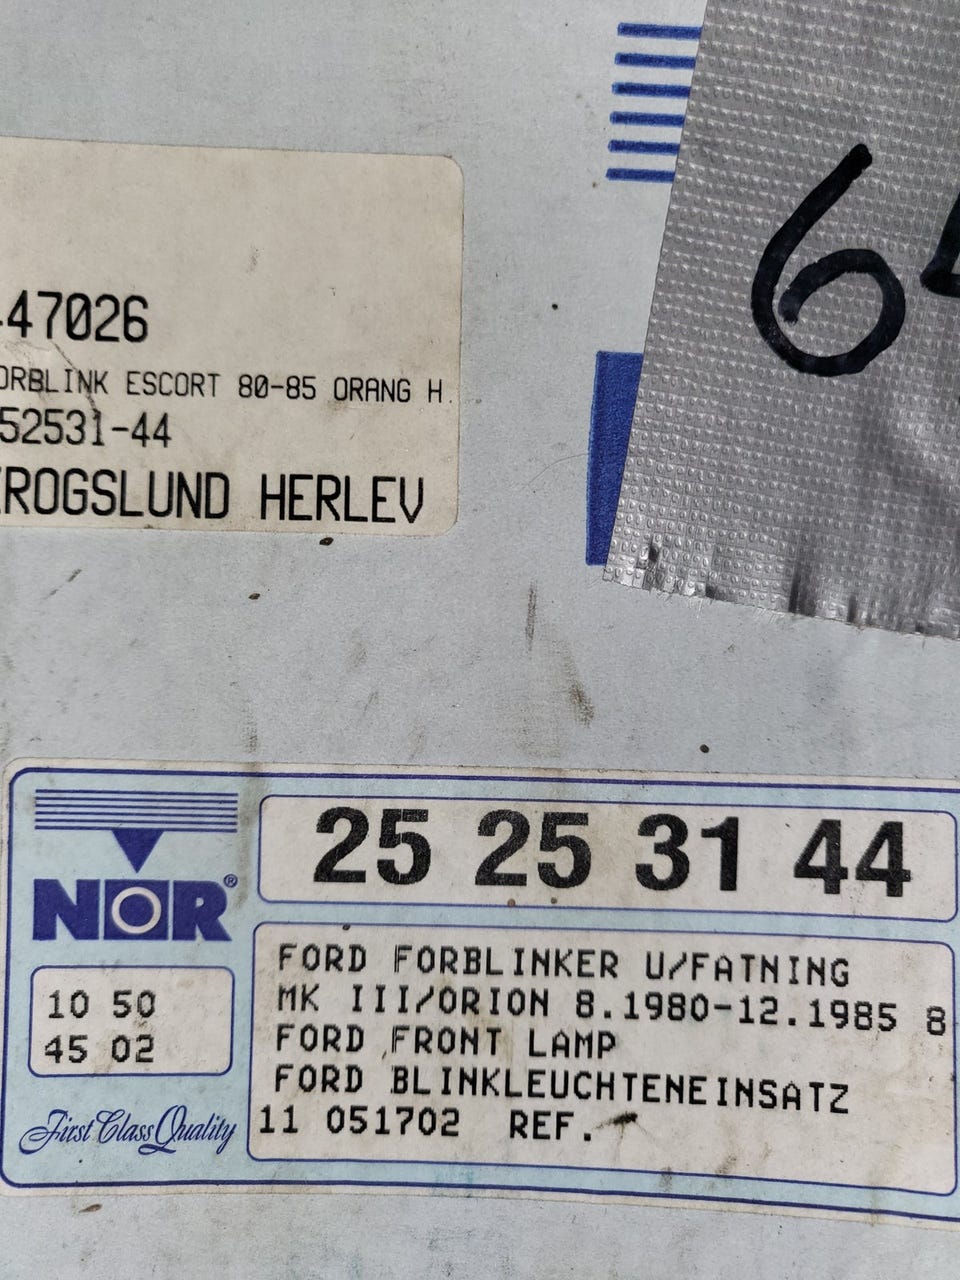 47026
ORBLINK ESCORT 80-85 ORANG H.
52531-44
ROGSLUND HERLEV
6
25 25 31 44
NOR®
10 50
45 02
First Class Quality
FORD FORBLINKER U/FATNING
MK III/ORION 8.1980-12.1985 8
FORD FRONT LAMP
FORD BLINKLEUCHTENEINSATZ
11 051702 REF.